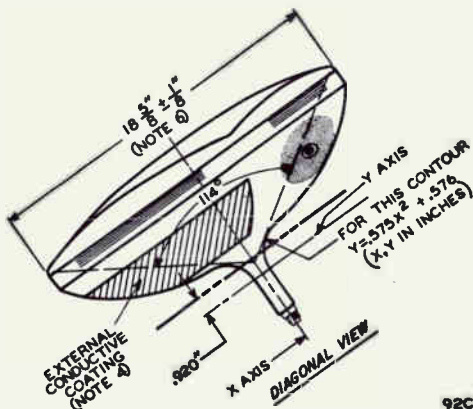 18 5/8" ± 1/8"
(NOTE 6)
114°
Y AXIS
FOR THIS CONTOUR
Y=.575X² + .576
(X,Y IN INCHES)
EXTERNAL
CONDUCTIVE
COATING
(NOTE 4)
.920"
X AXIS
DIAGONAL VIEW
92C